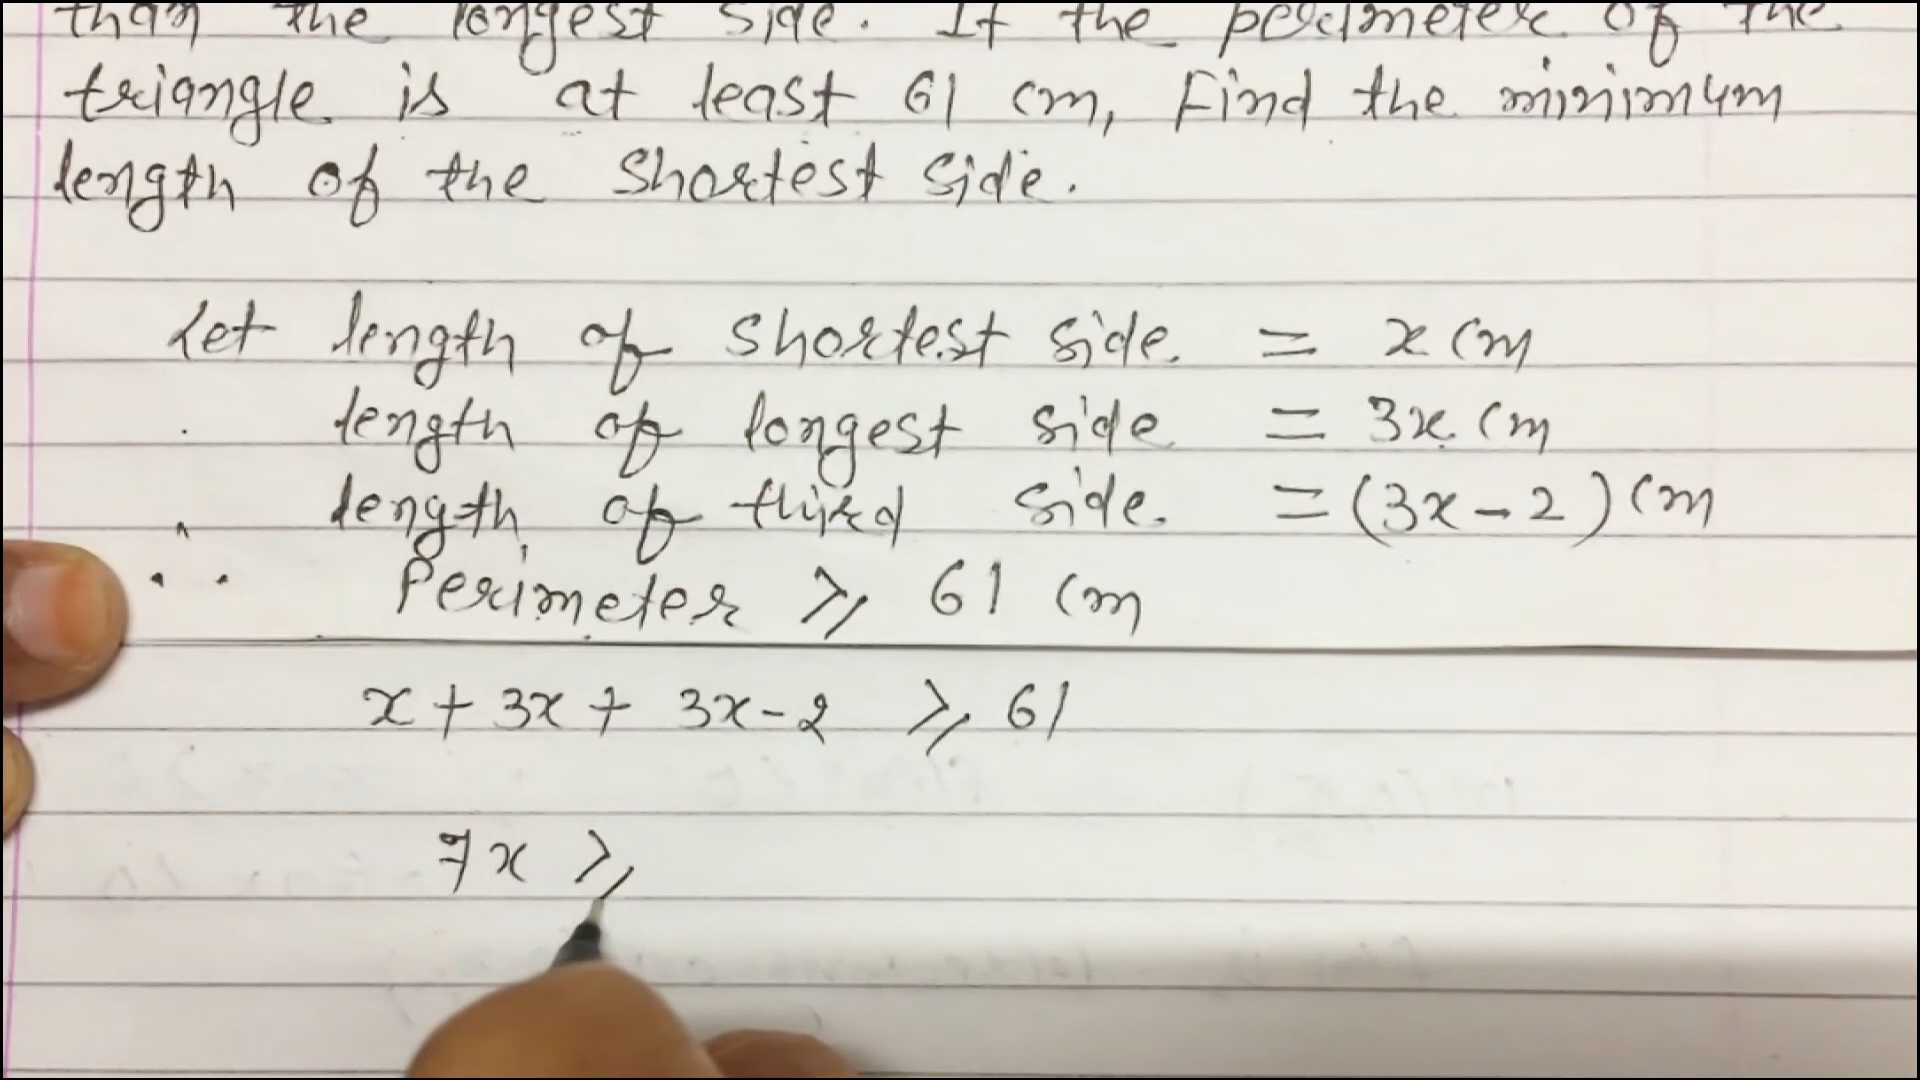 than the longest side. If the perimeter of the
triangle is at least 61 cm, Find the minimum
length of the shortest side.
Let length of shortest side = x cm
length of longest side = 3x cm
length of third side = (3x-2) cm
∴ Perimeter ⩾ 61 cm
x + 3x + 3x-2 ⩾ 61
7x ⩾